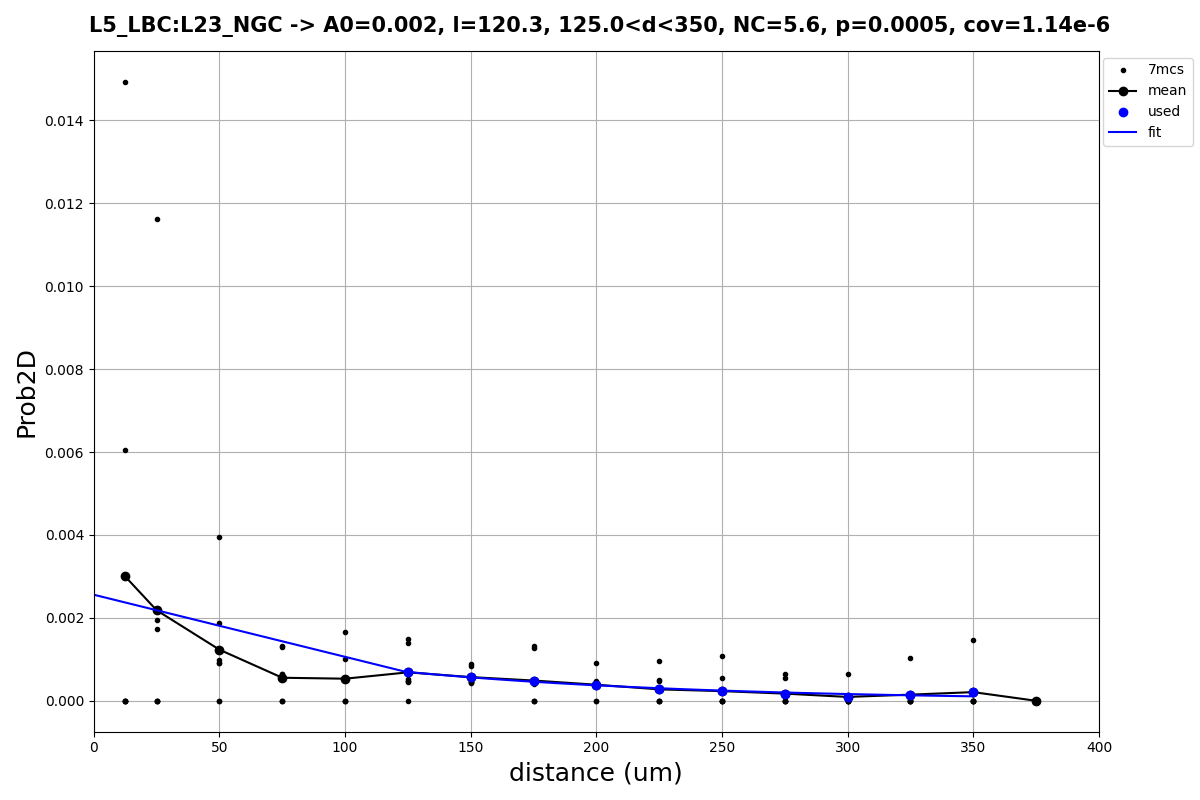 L5_LBC:L23_NGC -> A0=0.002, l=120.3, 125.0<d<350, NC=5.6, p=0.0005, cov=1.14e-6
7mcs
mean
used
fit
0.014
0.012
0.010
0.008
0.006
0.004
0.002
0.000
Prob2D
0 50 100 150 200 250 300 350 400
distance (um)